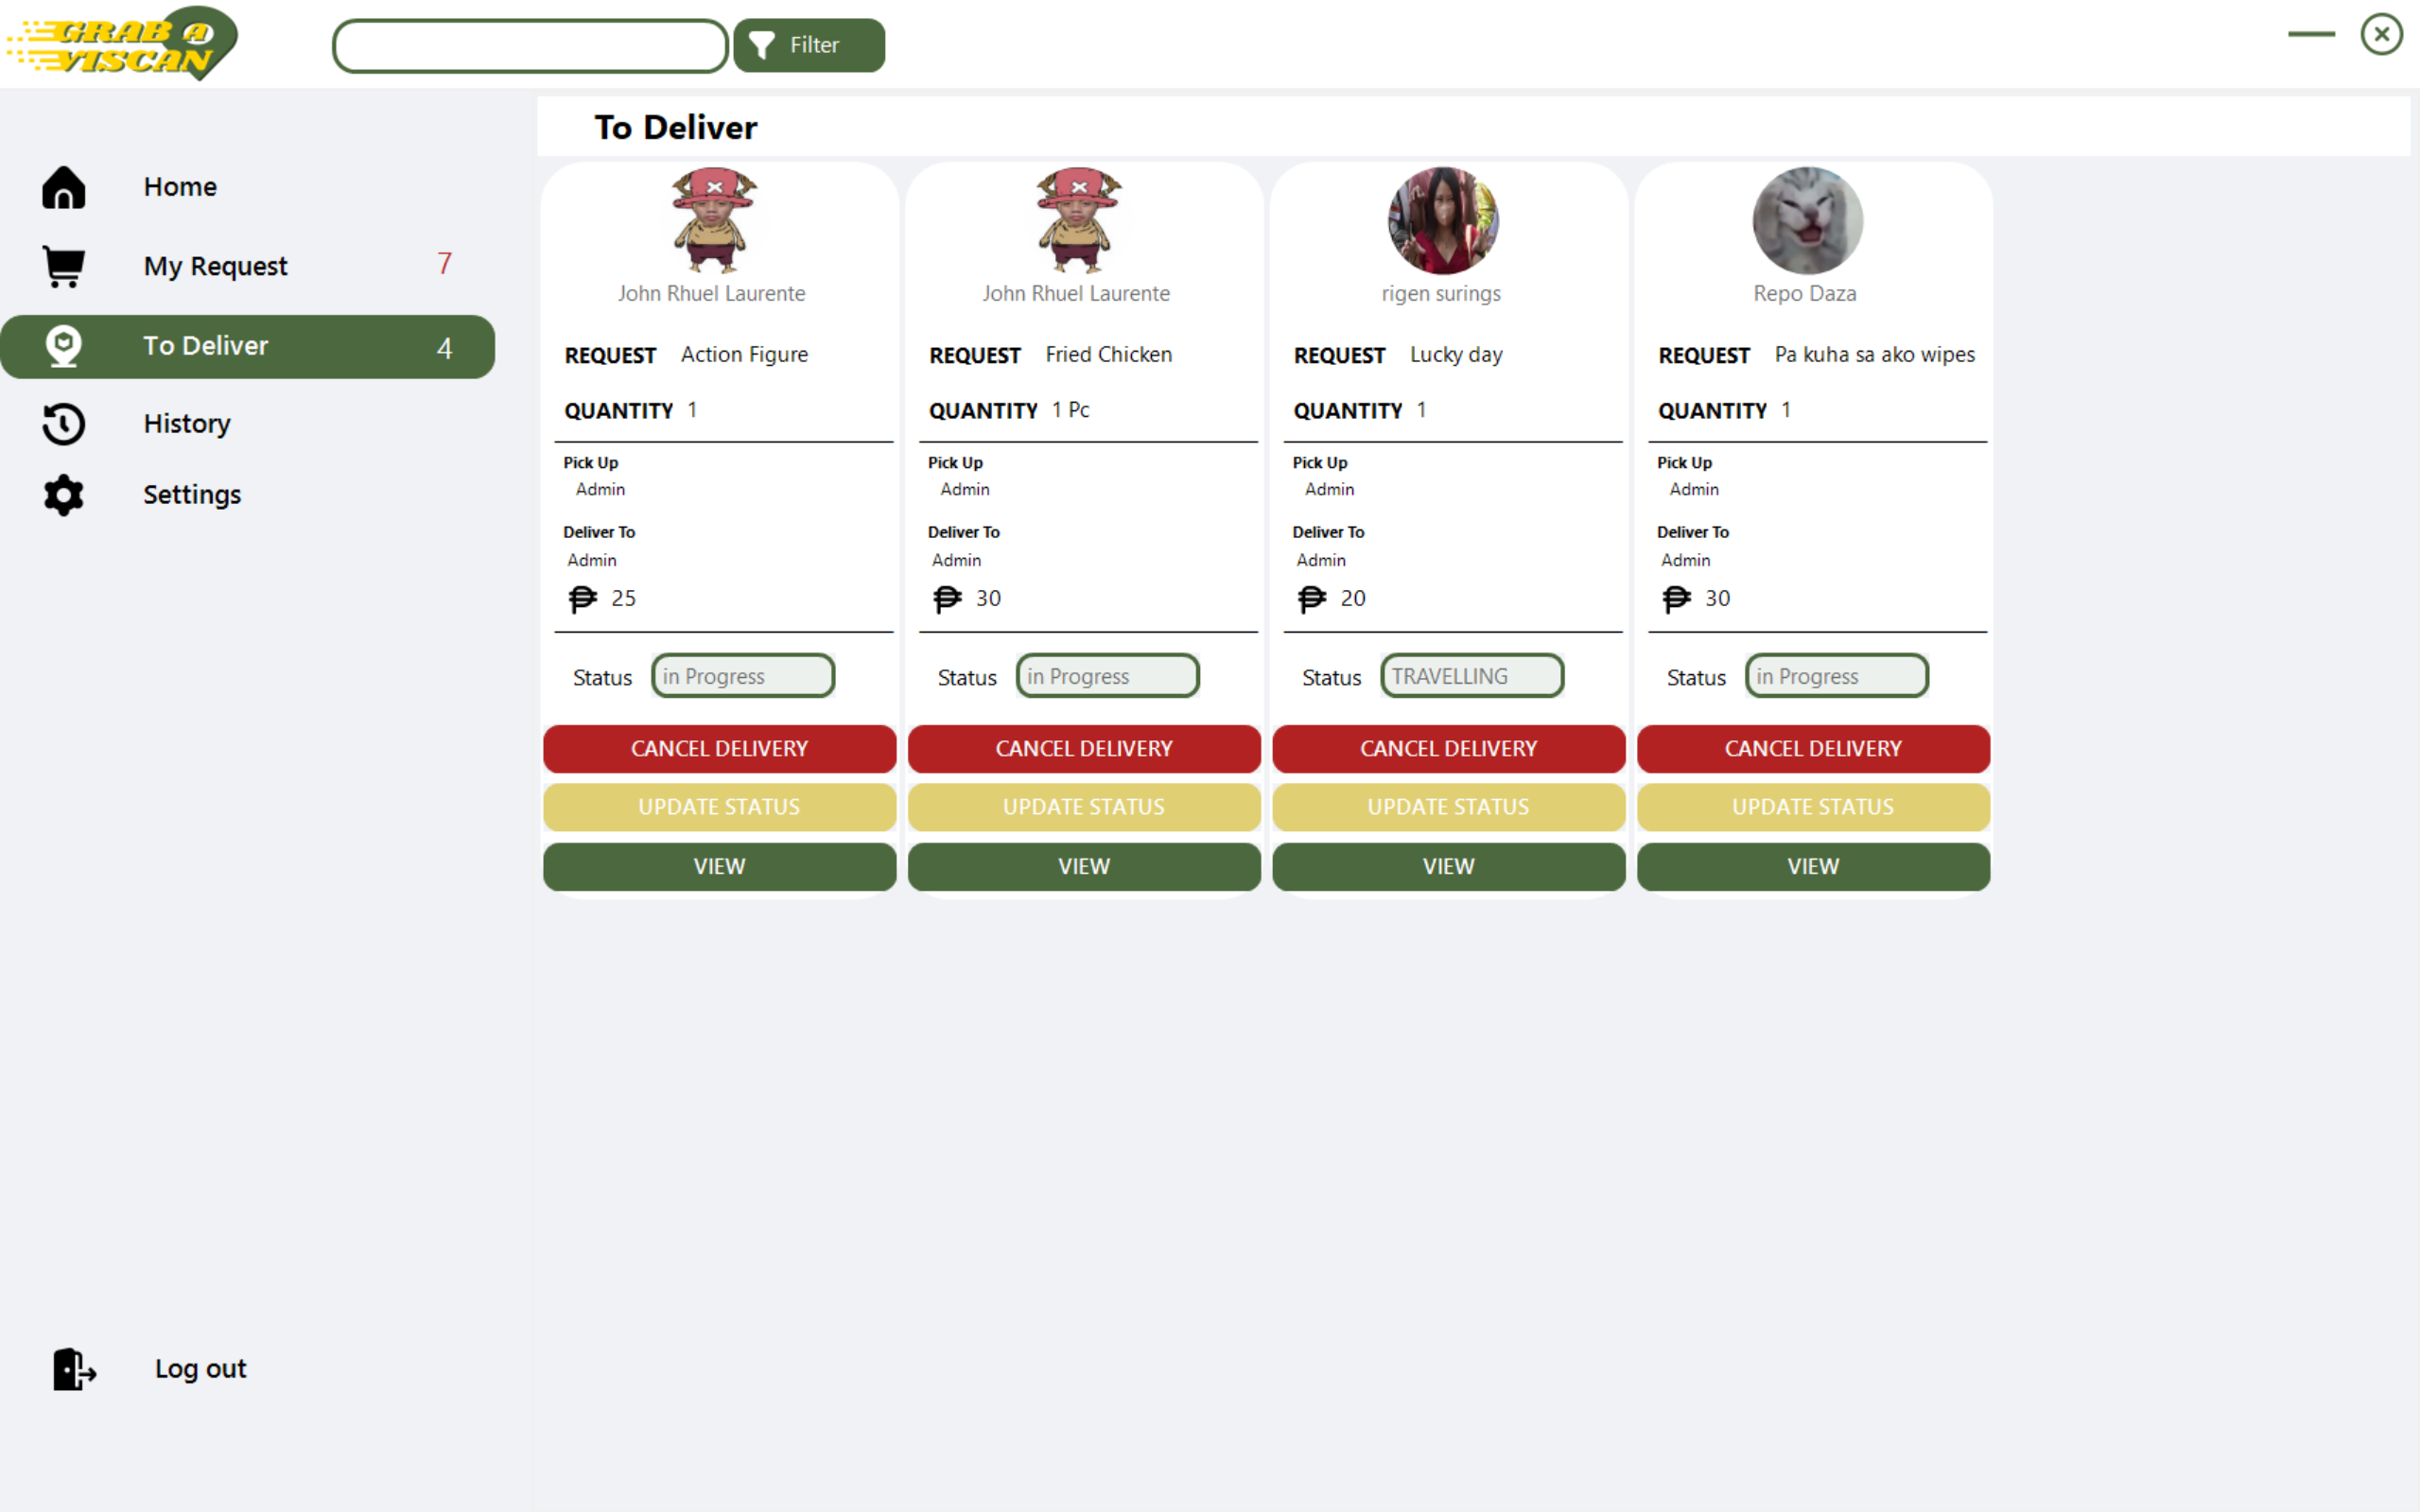 GRAB A
VISCAN
Filter
Home
My Request 7
To Deliver 4
History
Settings
Log out
To Deliver
John Rhuel Laurente
REQUEST Action Figure
QUANTITY 1
Pick Up
Admin
Deliver To
Admin
₱ 25
Status in Progress
CANCEL DELIVERY
UPDATE STATUS
VIEW
John Rhuel Laurente
REQUEST Fried Chicken
QUANTITY 1 Pc
Pick Up
Admin
Deliver To
Admin
₱ 30
Status in Progress
CANCEL DELIVERY
UPDATE STATUS
VIEW
rigen surings
REQUEST Lucky day
QUANTITY 1
Pick Up
Admin
Deliver To
Admin
₱ 20
Status TRAVELLING
CANCEL DELIVERY
UPDATE STATUS
VIEW
Repo Daza
REQUEST Pa kuha sa ako wipes
QUANTITY 1
Pick Up
Admin
Deliver To
Admin
₱ 30
Status in Progress
CANCEL DELIVERY
UPDATE STATUS
VIEW